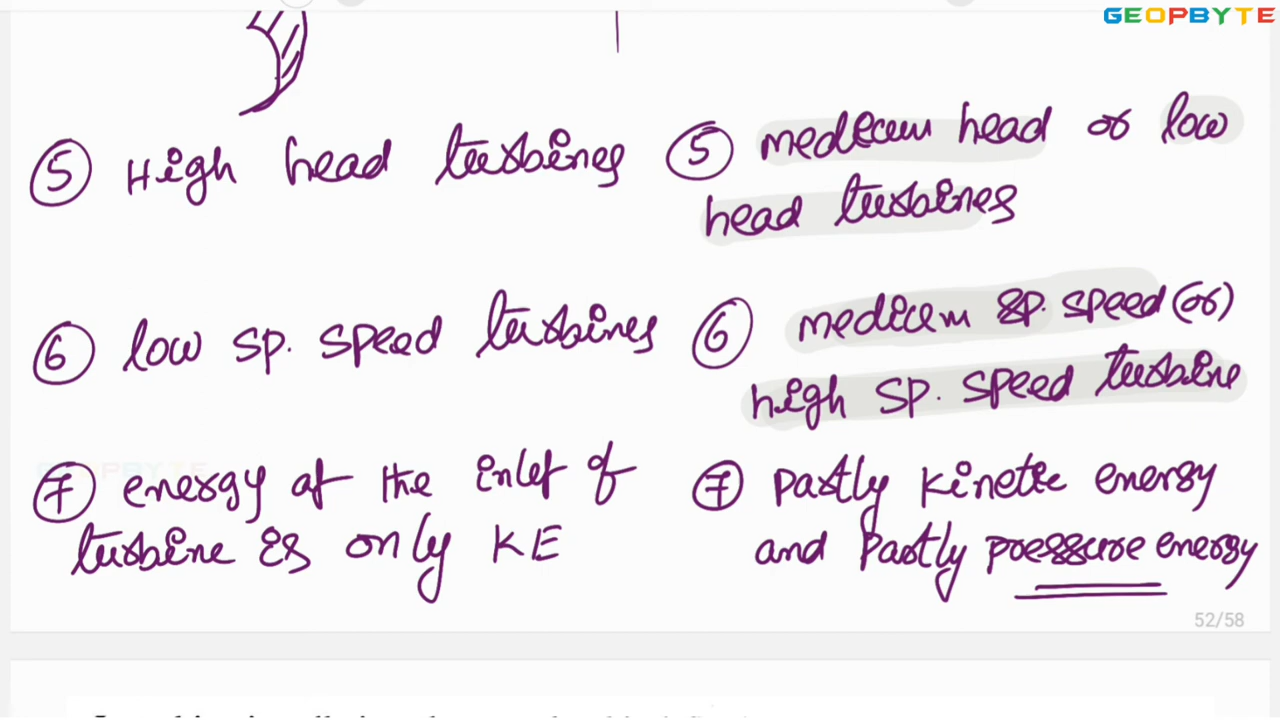 GEOPBYTE
⑤ High head turbines
⑤ medium head or low
head turbines
⑥ low sp. speed turbines
⑥ medium sp. speed (or)
high sp. speed turbine
⑦ energy at the inlet of
turbine is only KE
⑦ Partly kinetic energy
and Partly pressure energy
52/58